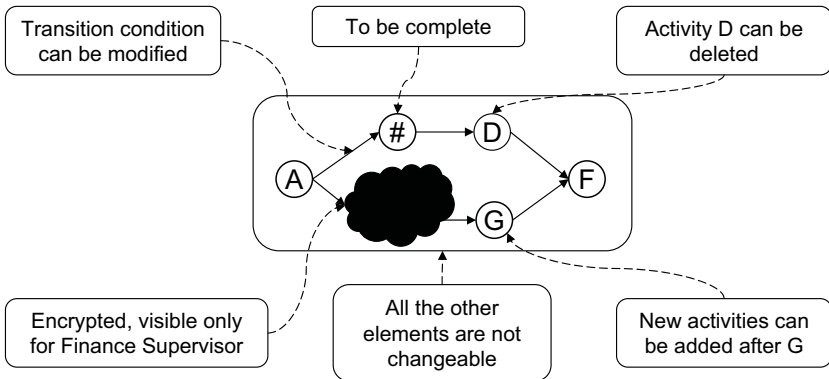 Transition condition
can be modified
To be complete
Activity D can be
deleted
#
D
A
F
G
Encrypted, visible only
for Finance Supervisor
All the other
elements are not
changeable
New activities can
be added after G